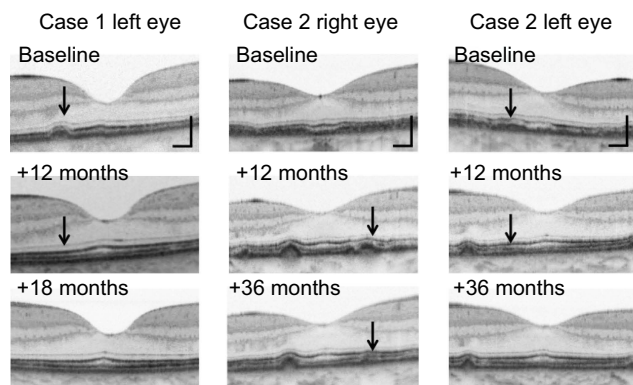 Case 1 left eye Case 2 right eye Case 2 left eye
Baseline Baseline Baseline
+12 months +12 months +12 months
+18 months +36 months +36 months